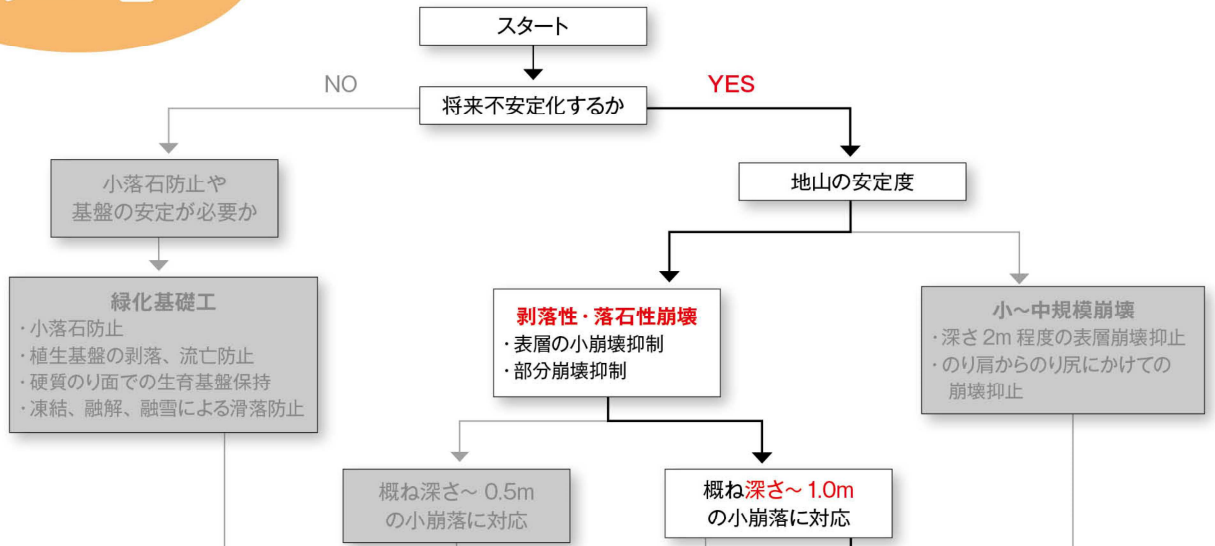 スタート
NO
YES
将来不安定化するか
小落石防止や
基盤の安定が必要か
地山の安定度
緑化基礎工
・小落石防止
・植生基盤の剥落、流亡防止
・硬質のり面での生育基盤保持
・凍結、融解、融雪による滑落防止
剥落性・落石性崩壊
・表層の小崩壊抑制
・部分崩壊抑制
小～中規模崩壊
・深さ 2m 程度の表層崩壊抑止
・のり肩からのり尻にかけての
崩壊抑止
概ね深さ～ 0.5m
の小崩落に対応
概ね深さ～ 1.0m
の小崩落に対応